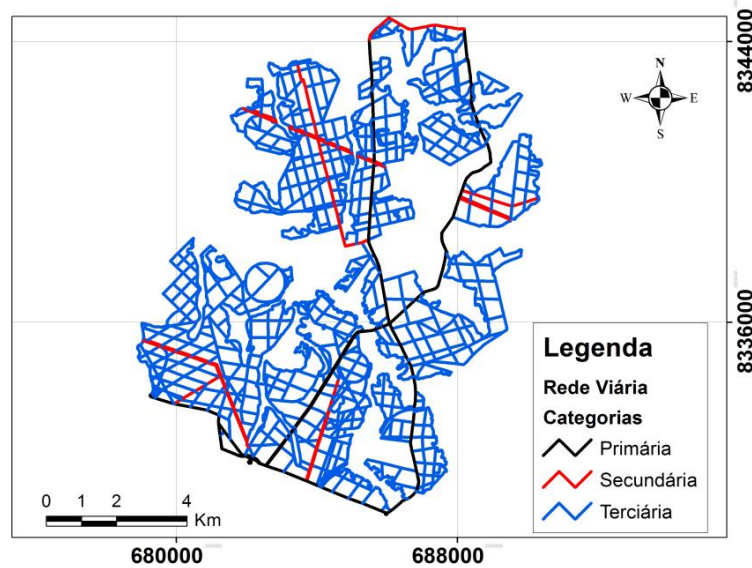 8344000
N
W E
S
8336000
Legenda
Rede Viária
Categorias
Primária
Secundária
Terciária
0 1 2 4
Km
680000 688000